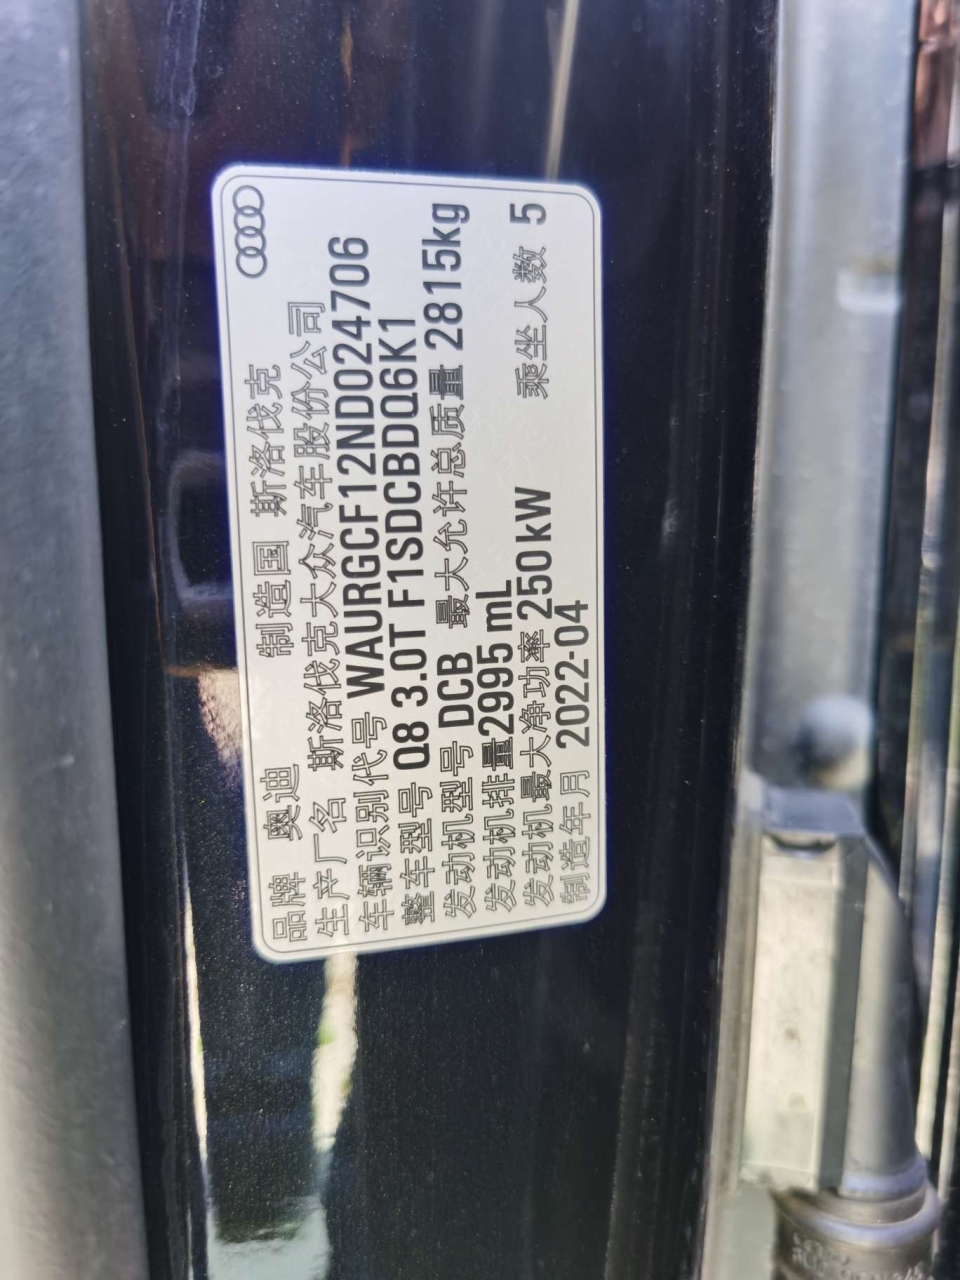 品牌 奥迪 制造国 斯洛伐克
生产厂名 斯洛伐克大众汽车股份公司
车辆识别代号 WAURGCF12ND024706
整车型号 Q8 3.0T F1SDCBDQ6K1
发动机型号 DCB 最大允许总质量 2815kg
发动机排量2995 mL
发动机最大净功率 250kW 乘坐人数 5
制造年月 2022-04